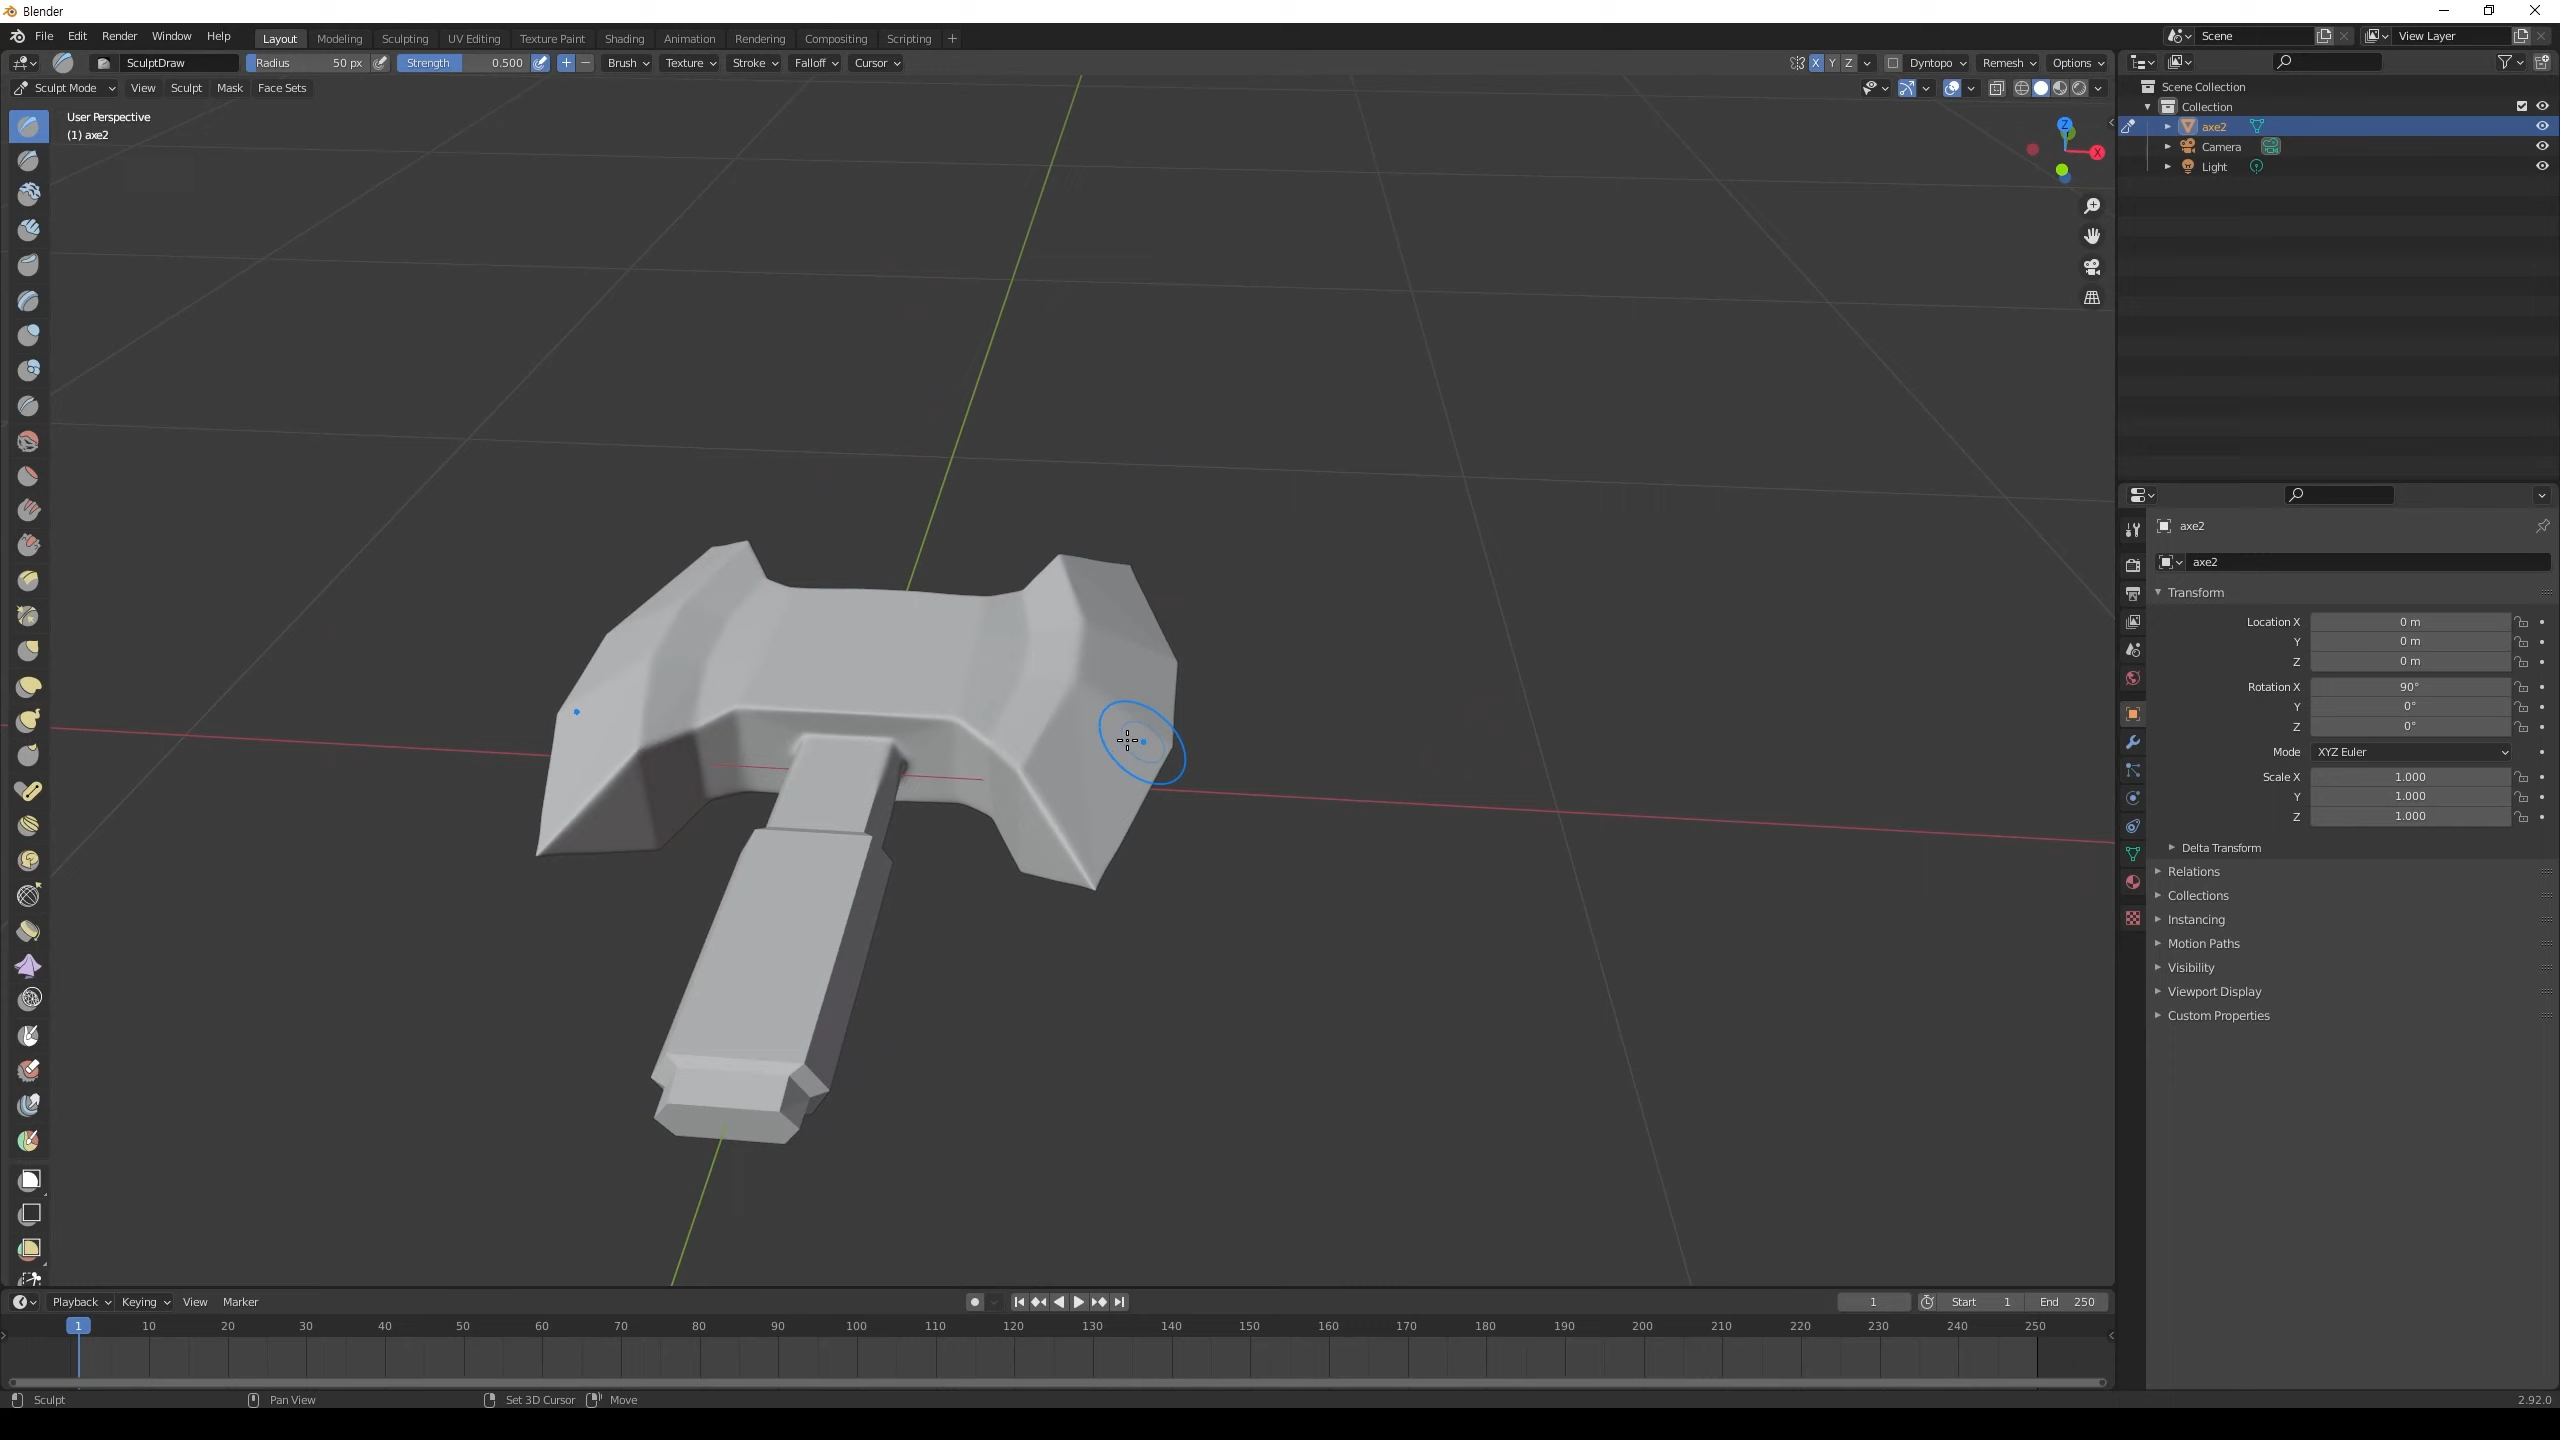 Blender
File Edit Render Window Help Layout Modeling Sculpting UV Editing Texture Paint Shading Animation Rendering Compositing Scripting + Scene View Layer
SculptDraw Radius 50 px Strength 0.500 + − Brush Texture Stroke Falloff Cursor X Y Z Dyntopo Remesh Options
Sculpt Mode View Sculpt Mask Face Sets
User Perspective
(1) axe2
Z
X
Scene Collection
Collection
axe2
Camera
Light
axe2
axe2
Transform
Location X 0 m
Y 0 m
Z 0 m
Rotation X 90°
Y 0°
Z 0°
Mode XYZ Euler
Scale X 1.000
Y 1.000
Z 1.000
Delta Transform
Relations
Collections
Instancing
Motion Paths
Visibility
Viewport Display
Custom Properties
Playback Keying View Marker 1 Start 1 End 250
1 10 20 30 40 50 60 70 80 90 100 110 120 130 140 150 160 170 180 190 200 210 220 230 240 250
Sculpt Pan View Set 3D Cursor Move 2.92.0